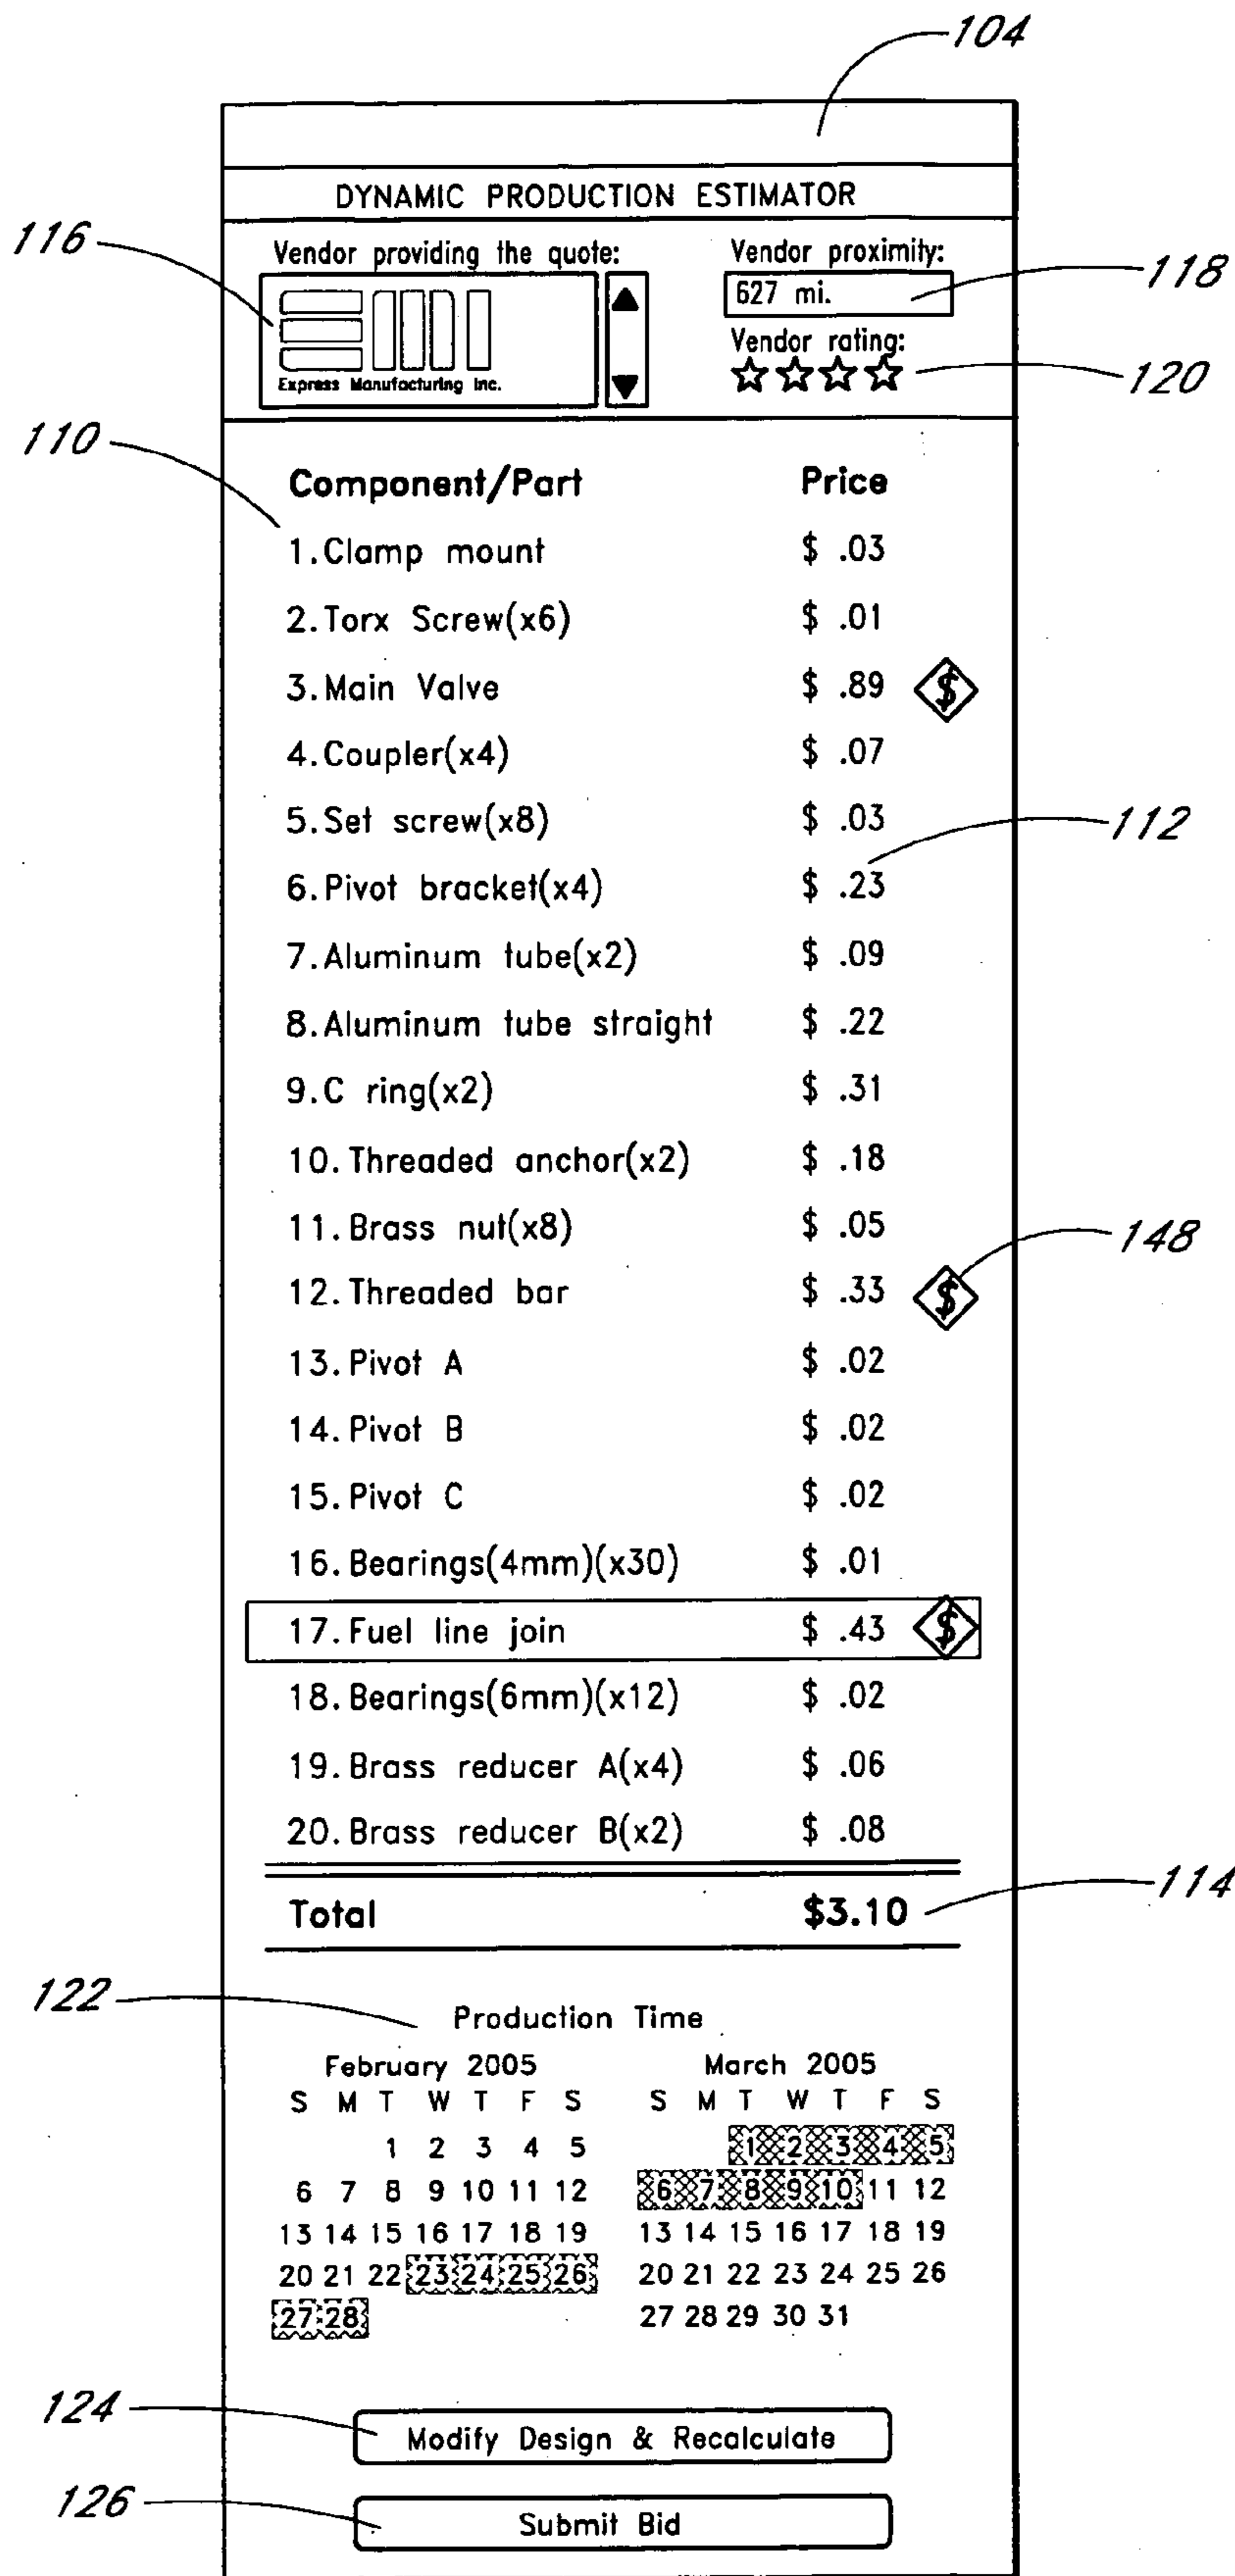 104
DYNAMIC PRODUCTION ESTIMATOR
116
Vendor providing the quote:
Vendor proximity:
627 mi.
118
Vendor rating:
120
Express Manufacturing Inc.
110
Component/Part Price
1.Clamp mount $ .03
2.Torx Screw(x6) $ .01
3.Main Valve $ .89 $
4.Coupler(x4) $ .07
5.Set screw(x8) $ .03
112
6.Pivot bracket(x4) $ .23
7.Aluminum tube(x2) $ .09
8.Aluminum tube straight $ .22
9.C ring(x2) $ .31
10.Threaded anchor(x2) $ .18
11.Brass nut(x8) $ .05
148
12.Threaded bar $ .33 $
13.Pivot A $ .02
14.Pivot B $ .02
15.Pivot C $ .02
16.Bearings(4mm)(x30) $ .01
17.Fuel line join $ .43 $
18.Bearings(6mm)(x12) $ .02
19.Brass reducer A(x4) $ .06
20.Brass reducer B(x2) $ .08
Total $3.10
114
122
Production Time
February 2005 March 2005
S M T W T F S S M T W T F S
1 2 3 4 5 1 2 3 4 5
6 7 8 9 10 11 12 6 7 8 9 10 11 12
13 14 15 16 17 18 19 13 14 15 16 17 18 19
20 21 22 23 24 25 26 20 21 22 23 24 25 26
27 28 27 28 29 30 31
124
Modify Design & Recalculate
126
Submit Bid